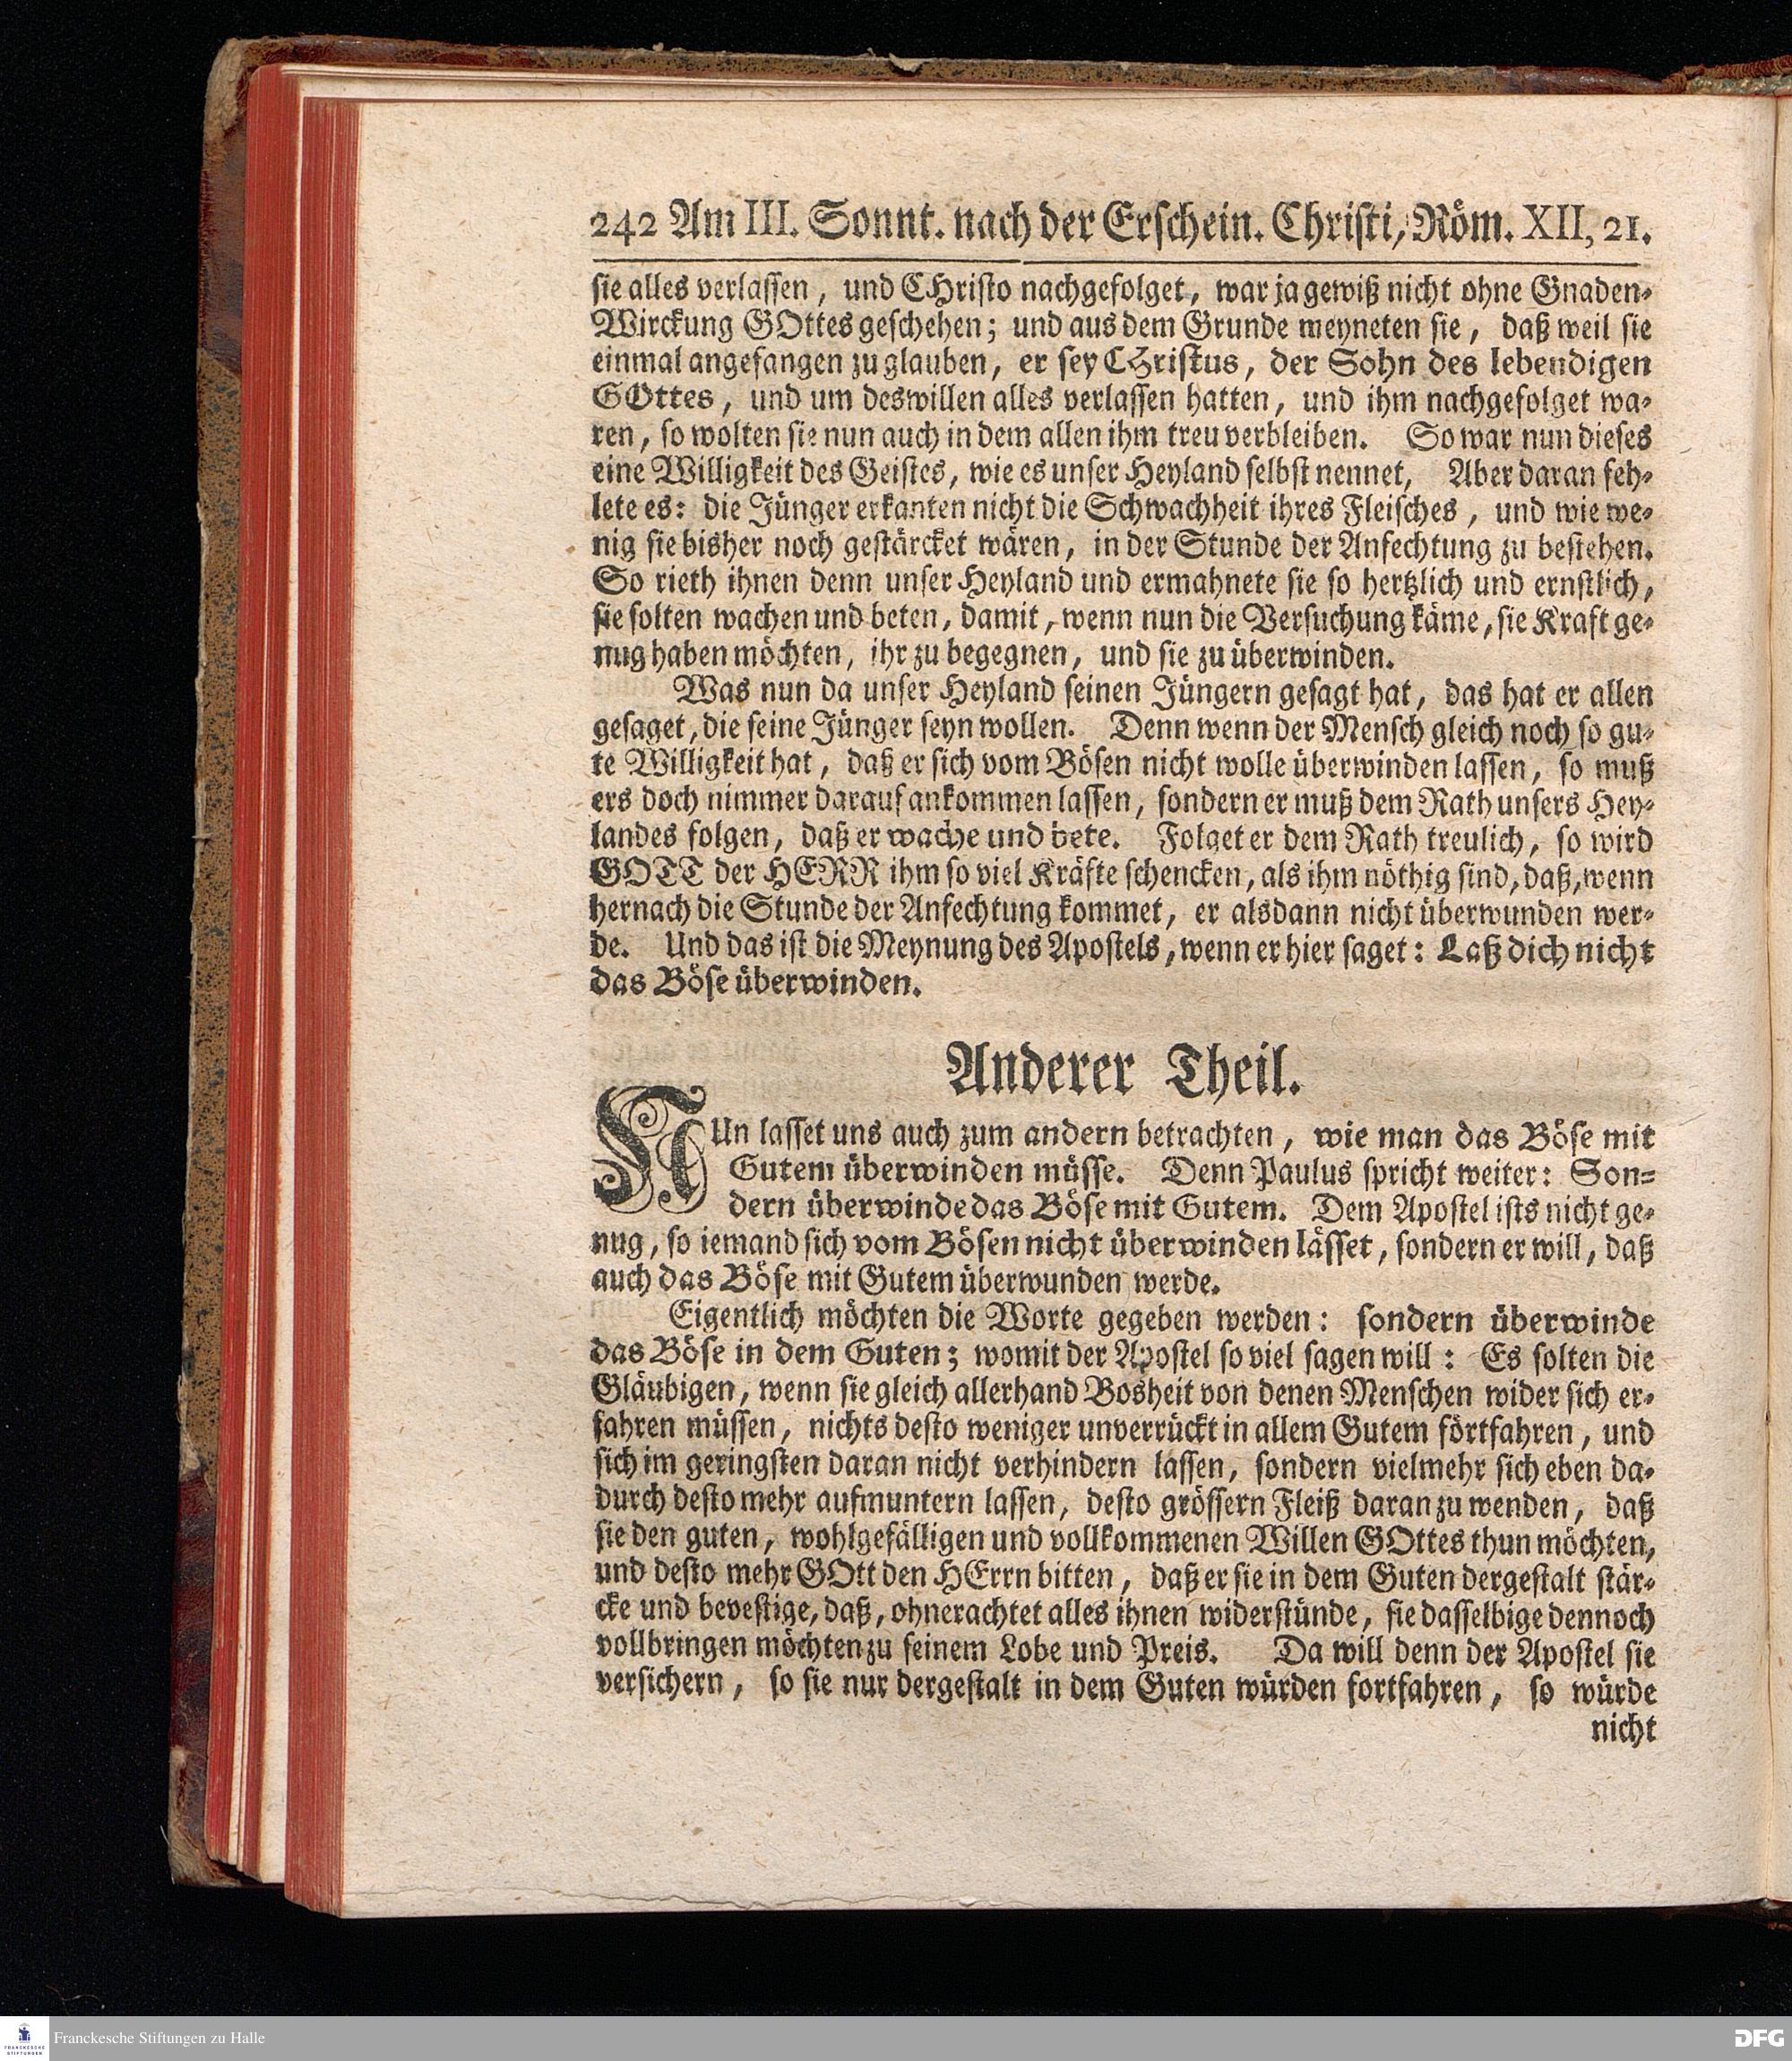 242 Am III. Sonnt. nach der Erschein. Christi, Röm. XII, 21.
sie alles verlassen, und CHristo nachgefolget, war ja gewiß nicht ohne Gnaden-
Wirckung GOttes geschehen; und aus dem Grunde meyneten sie, daß weil sie
einmal angefangen zu glauben, er sey CHristus, der Sohn des lebendigen
GOttes, und um deswillen alles verlassen hatten, und ihm nachgefolget wa-
ren, so wolten sie nun auch in dem allen ihm treu verbleiben. So war nun dieses
eine Willigkeit des Geistes, wie es unser Heyland selbst nennet, Aber daran feh-
lete es: die Jünger erkanten nicht die Schwachheit ihres Fleisches, und wie we-
nig sie bisher noch gestärcket wären, in der Stunde der Anfechtung zu bestehen.
So rieth ihnen denn unser Heyland und ermahnete sie so hertzlich und ernstlich,
sie solten wachen und beten, damit, wenn nun die Versuchung käme, sie Kraft ge-
nug haben möchten, ihr zu begegnen, und sie zu überwinden.
Was nun da unser Heyland seinen Jüngern gesagt hat, das hat er allen
gesaget, die seine Jünger seyn wollen. Denn wenn der Mensch gleich noch so gu-
te Willigkeit hat, daß er sich vom Bösen nicht wolle überwinden lassen, so muß
ers doch nimmer darauf ankommen lassen, sondern er muß dem Rath unsers Hey-
landes folgen, daß er wache und bete. Folget er dem Rath treulich, so wird
GOTT der HERR ihm so viel Kräfte schencken, als ihm nöthig sind, daß, wenn
hernach die Stunde der Anfechtung kommet, er alsdann nicht überwunden wer-
de. Und das ist die Meynung des Apostels, wenn er hier saget: Laß dich nicht
das Böse überwinden.
Anderer Theil.
NUn lasset uns auch zum andern betrachten, wie man das Böse mit
Gutem überwinden müsse. Denn Paulus spricht weiter: Son-
dern überwinde das Böse mit Gutem. Dem Apostel ists nicht ge-
nug, so iemand sich vom Bösen nicht überwinden lässet, sondern er will, daß
auch das Böse mit Gutem überwunden werde.
Eigentlich möchten die Worte gegeben werden: sondern überwinde
das Böse in dem Guten; womit der Apostel so viel sagen will: Es solten die
Gläubigen, wenn sie gleich allerhand Bosheit von denen Menschen wider sich er-
fahren müssen, nichts desto weniger unverrückt in allem Gutem förtfahren, und
sich im geringsten daran nicht verhindern lassen, sondern vielmehr sich eben da-
durch desto mehr aufmuntern lassen, desto grössern Fleiß daran zu wenden, daß
sie den guten, wohlgefälligen und vollkommenen Willen GOttes thun möchten,
und desto mehr GOtt den HErrn bitten, daß er sie in dem Guten dergestalt stär-
cke und bevestige, daß, ohnerachtet alles ihnen widerstünde, sie dasselbige dennoch
vollbringen möchten zu seinem Lobe und Preis. Da will denn der Apostel sie
versichern, so sie nur dergestalt in dem Guten würden fortfahren, so würde
nicht
FRANCKESCHE STIFTUNGEN
Franckesche Stiftungen zu Halle
DFG